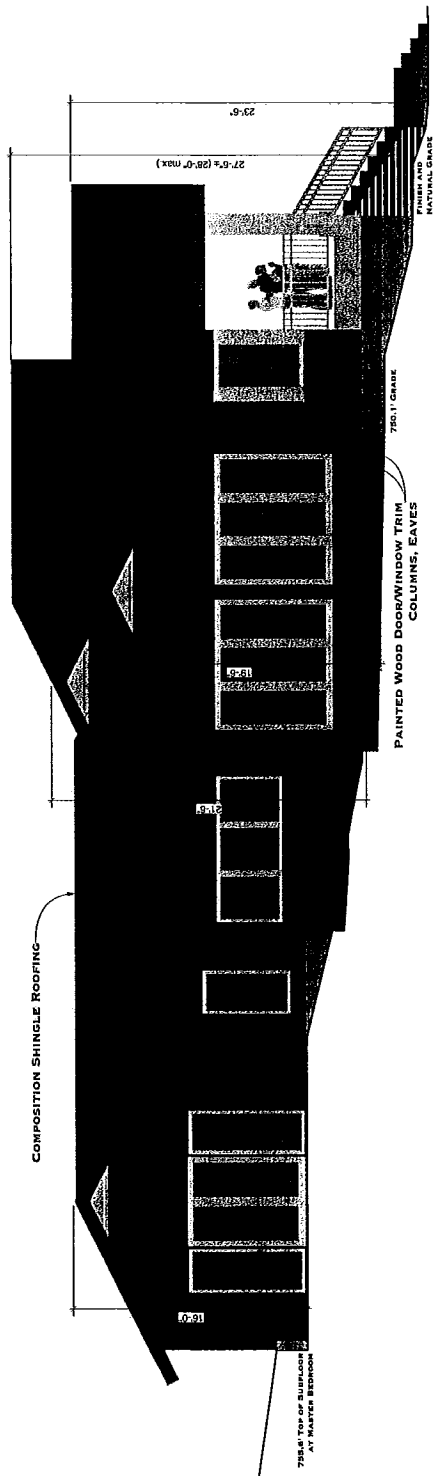 COMPOSITION SHINGLE ROOFING
23'-6"
27'-6"± (28'-0" max.)
FINISH AND
NATURAL GRADE
750.1' GRADE
PAINTED WOOD DOOR/WINDOW TRIM
COLUMNS, EAVES
18'-6"
21'-8"
16'-0"
755.6' TOP OF SUBFLOOR
AT MASTER BEDROOM